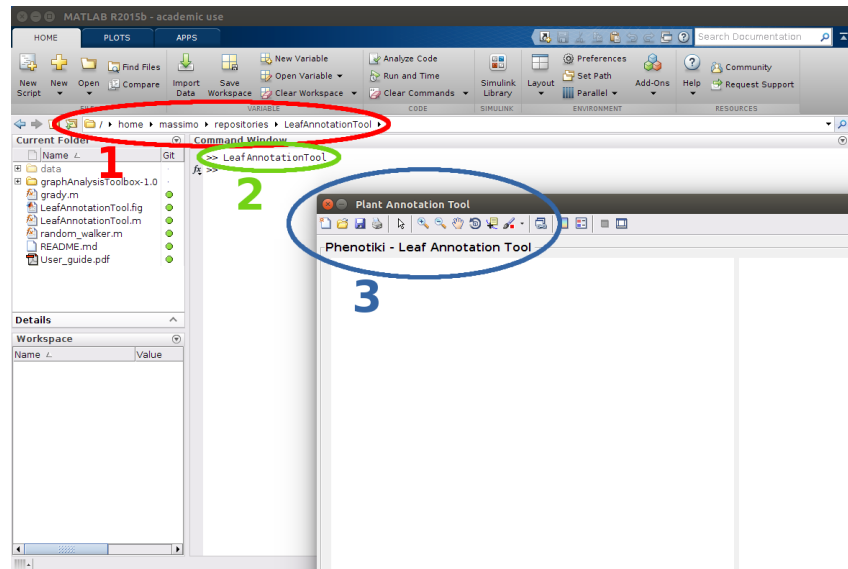 MATLAB R2015b - academic use
HOME PLOTS APPS Search Documentation
New Script
New
Open
Find Files
Compare
Import Data
Save Workspace
New Variable
Open Variable
Clear Workspace
Analyze Code
Run and Time
Clear Commands
Simulink Library
Layout
Preferences
Set Path
Parallel
Add-Ons
Help
Community
Request Support
VARIABLE CODE SIMULINK ENVIRONMENT RESOURCES
/ home massimo repositories LeafAnnotationTool
1
Current Folder
Name Git
data
graphAnalysisToolbox-1.0
grady.m
LeafAnnotationTool.fig
LeafAnnotationTool.m
random_walker.m
README.md
User_guide.pdf
Details
Workspace
Name Value
Command Window
>> LeafAnnotationTool
fx >>
2
Plant Annotation Tool
Phenotiki - Leaf Annotation Tool
3